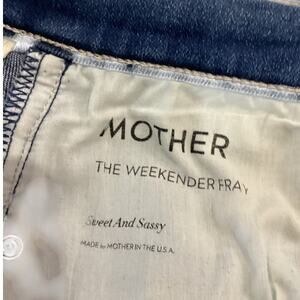 MOTHER
THE WEEKENDER FRAY
Sweet And Sassy
MADE by MOTHER IN THE U.S.A.